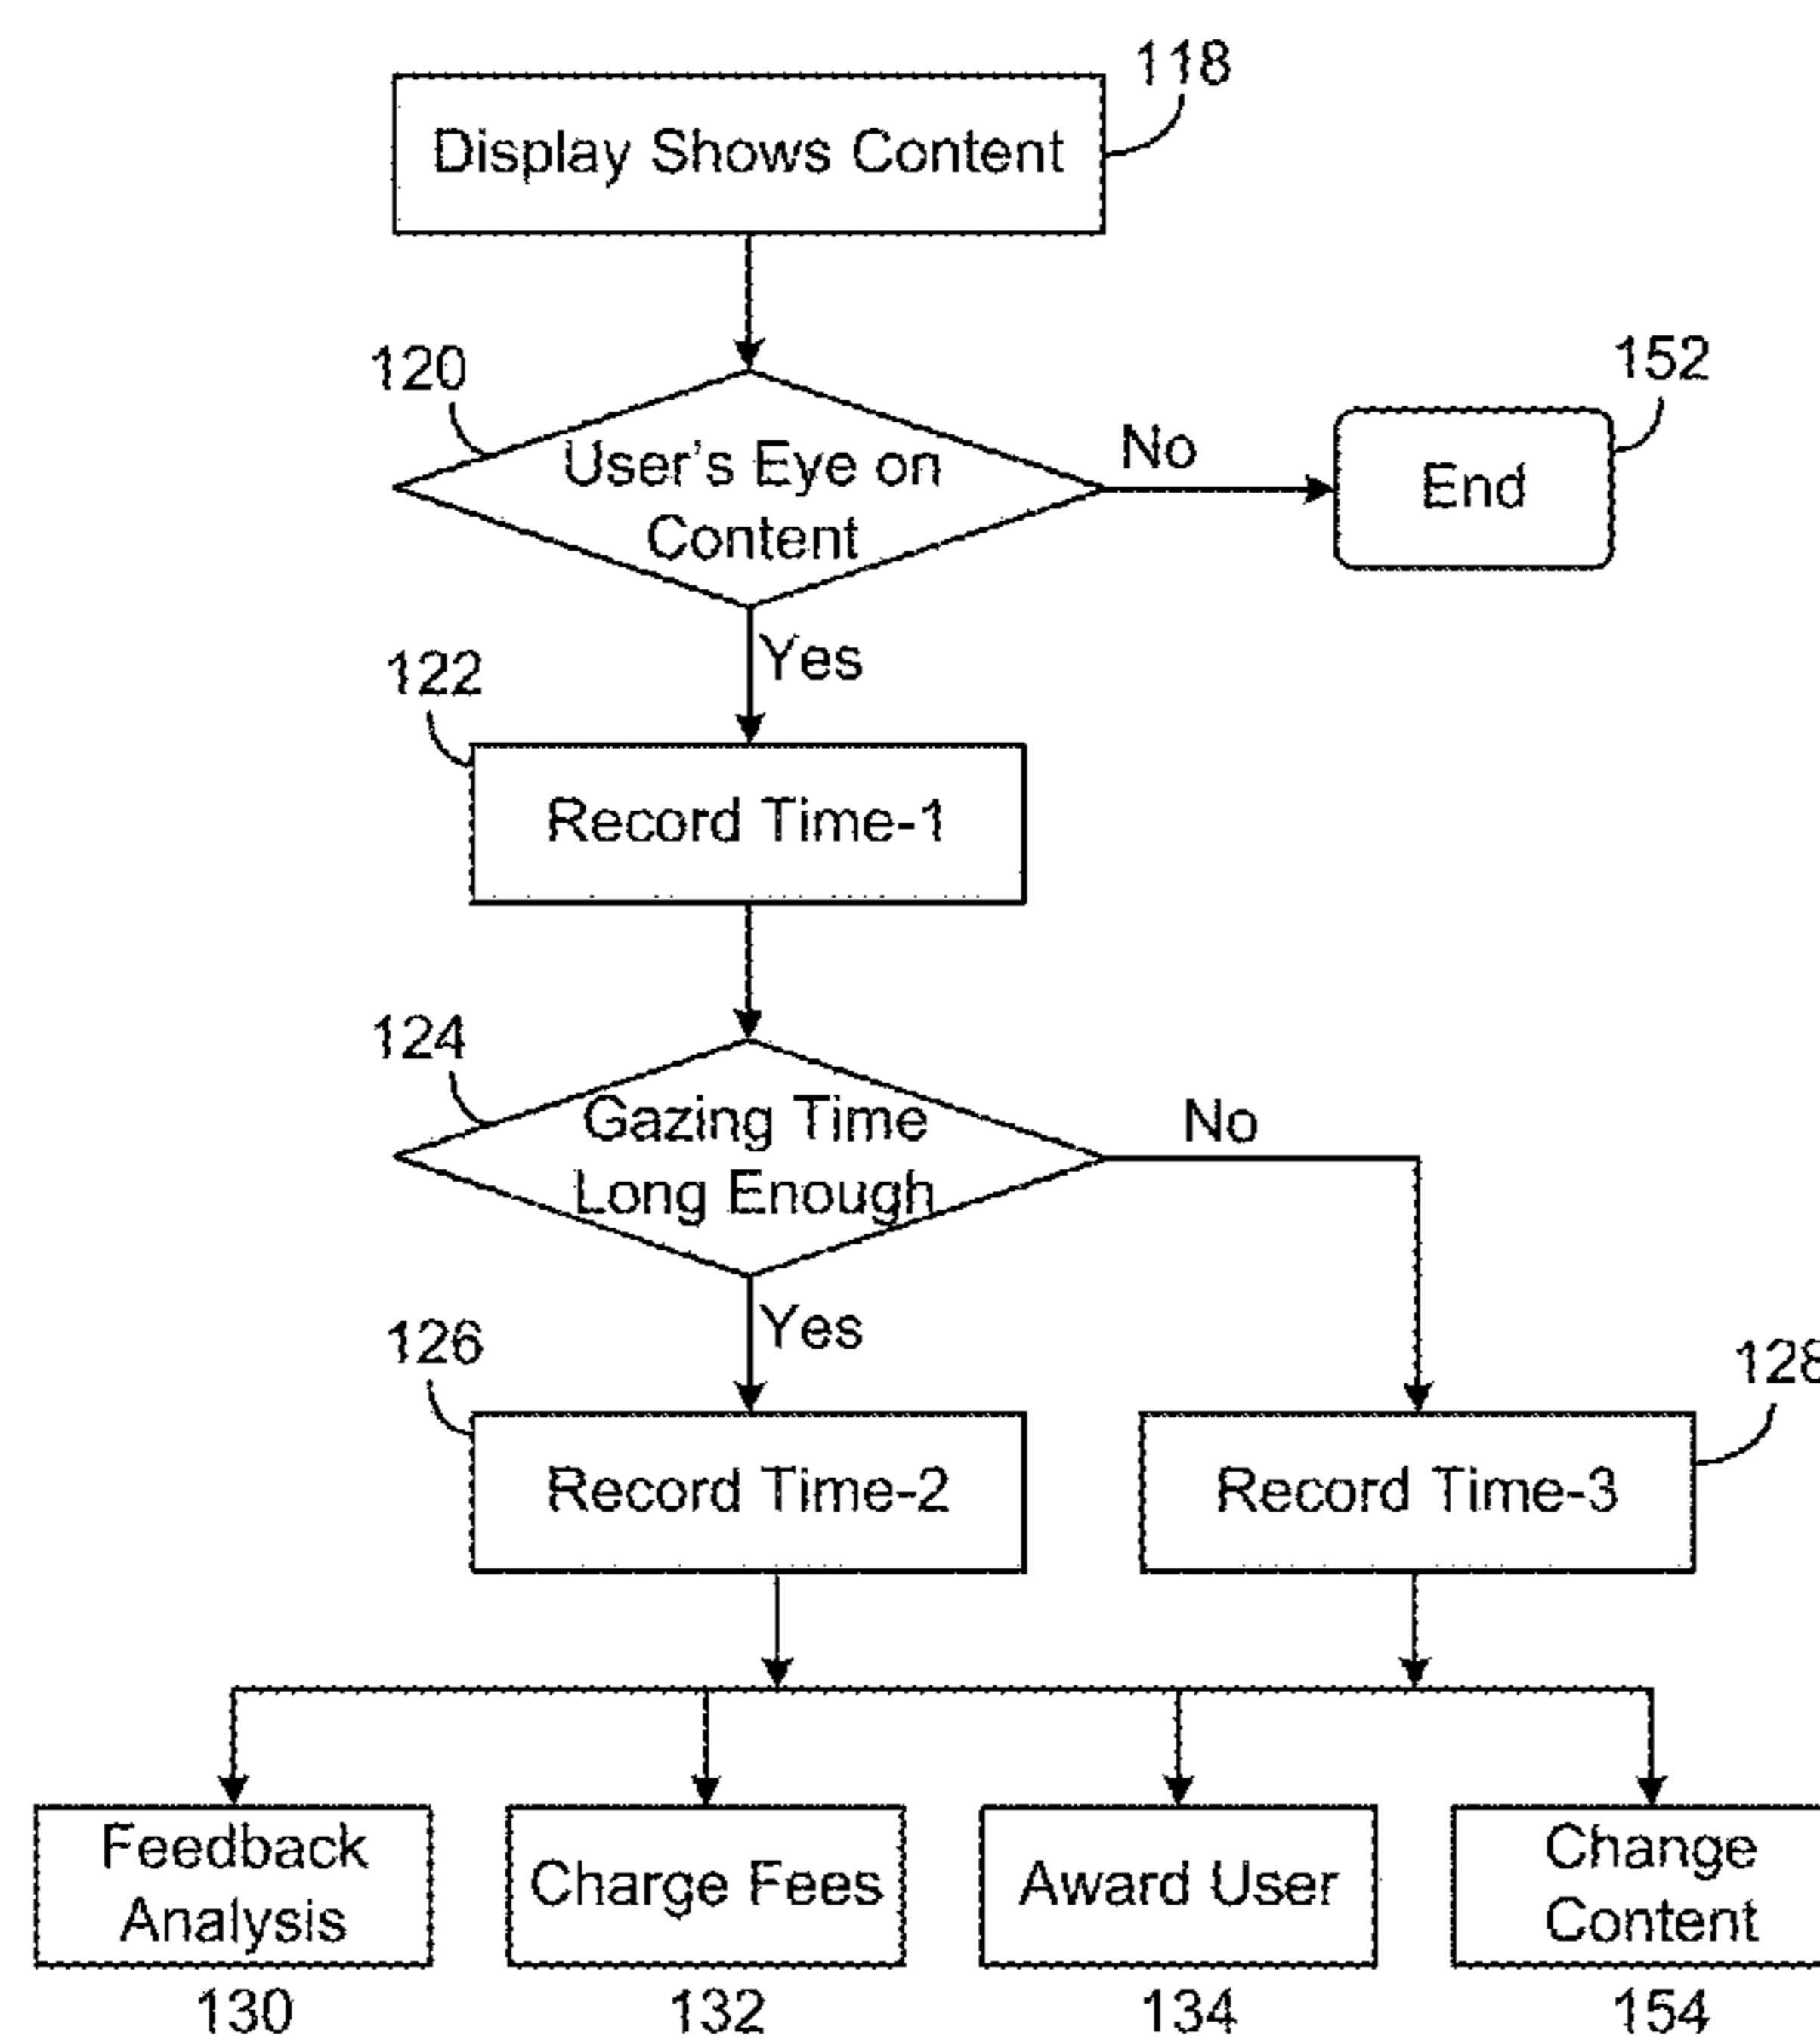 118
Display Shows Content
120
152
No
User's Eye on
End
Content
Yes
122
Record Time-1
124
Gazing Time
No
Long Enough
Yes
126
128
Record Time-2
Record Time-3
Feedback
Analysis
Charge Fees
Award User
Change
Content
130
132
134
154